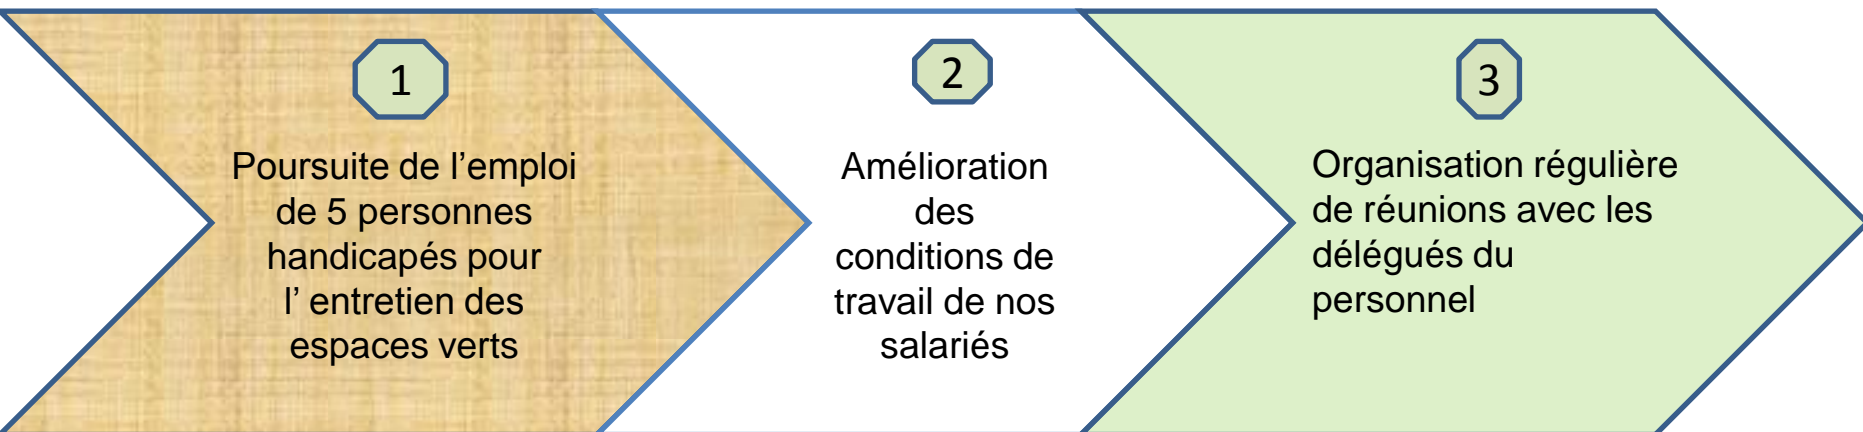 1
Poursuite de l’emploi
de 5 personnes
handicapés pour
l’ entretien des
espaces verts
2
Amélioration
des
conditions de
travail de nos
salariés
3
Organisation régulière
de réunions avec les
délégués du
personnel